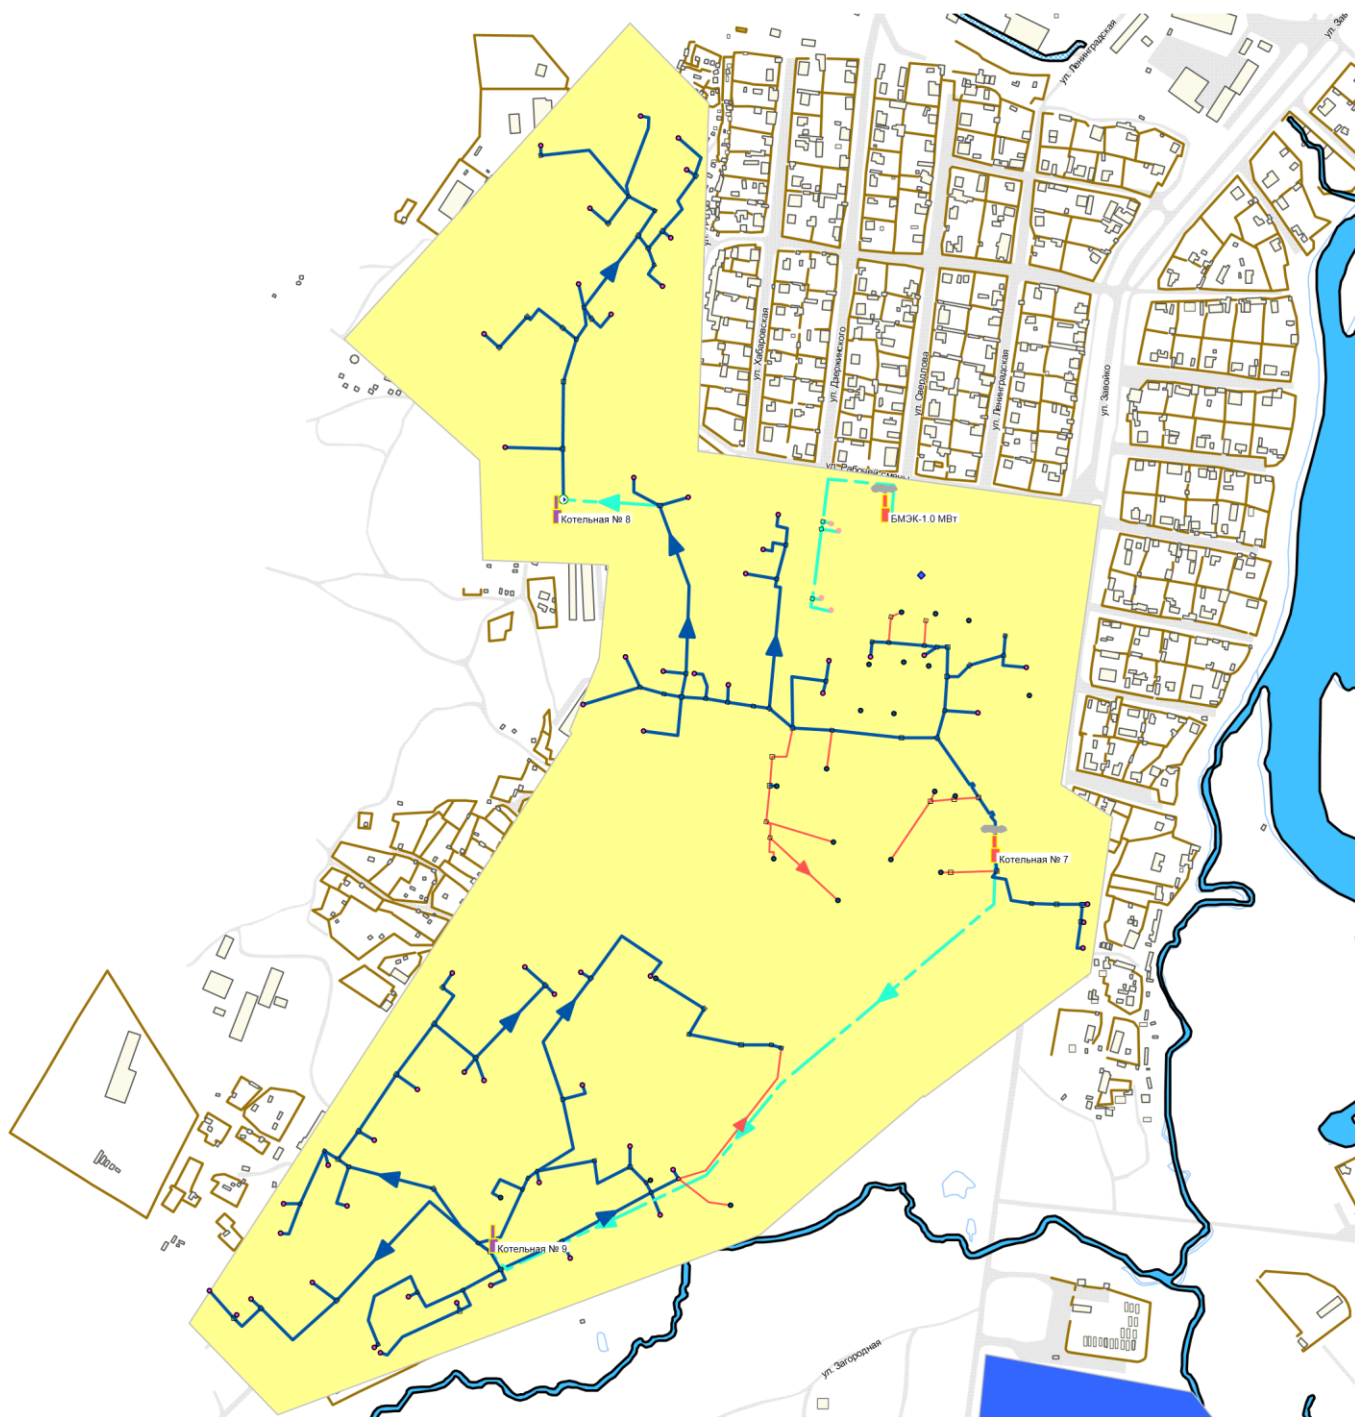 ул. Ленинградская
ул. Хабаровская
ул. Дзержинского
ул. Свердлова
ул. Ленинградская
ул. Завойко
Котельная № 8
БМЭК-1.0 МВт
Котельная № 7
Котельная № 9
ул. Загородная